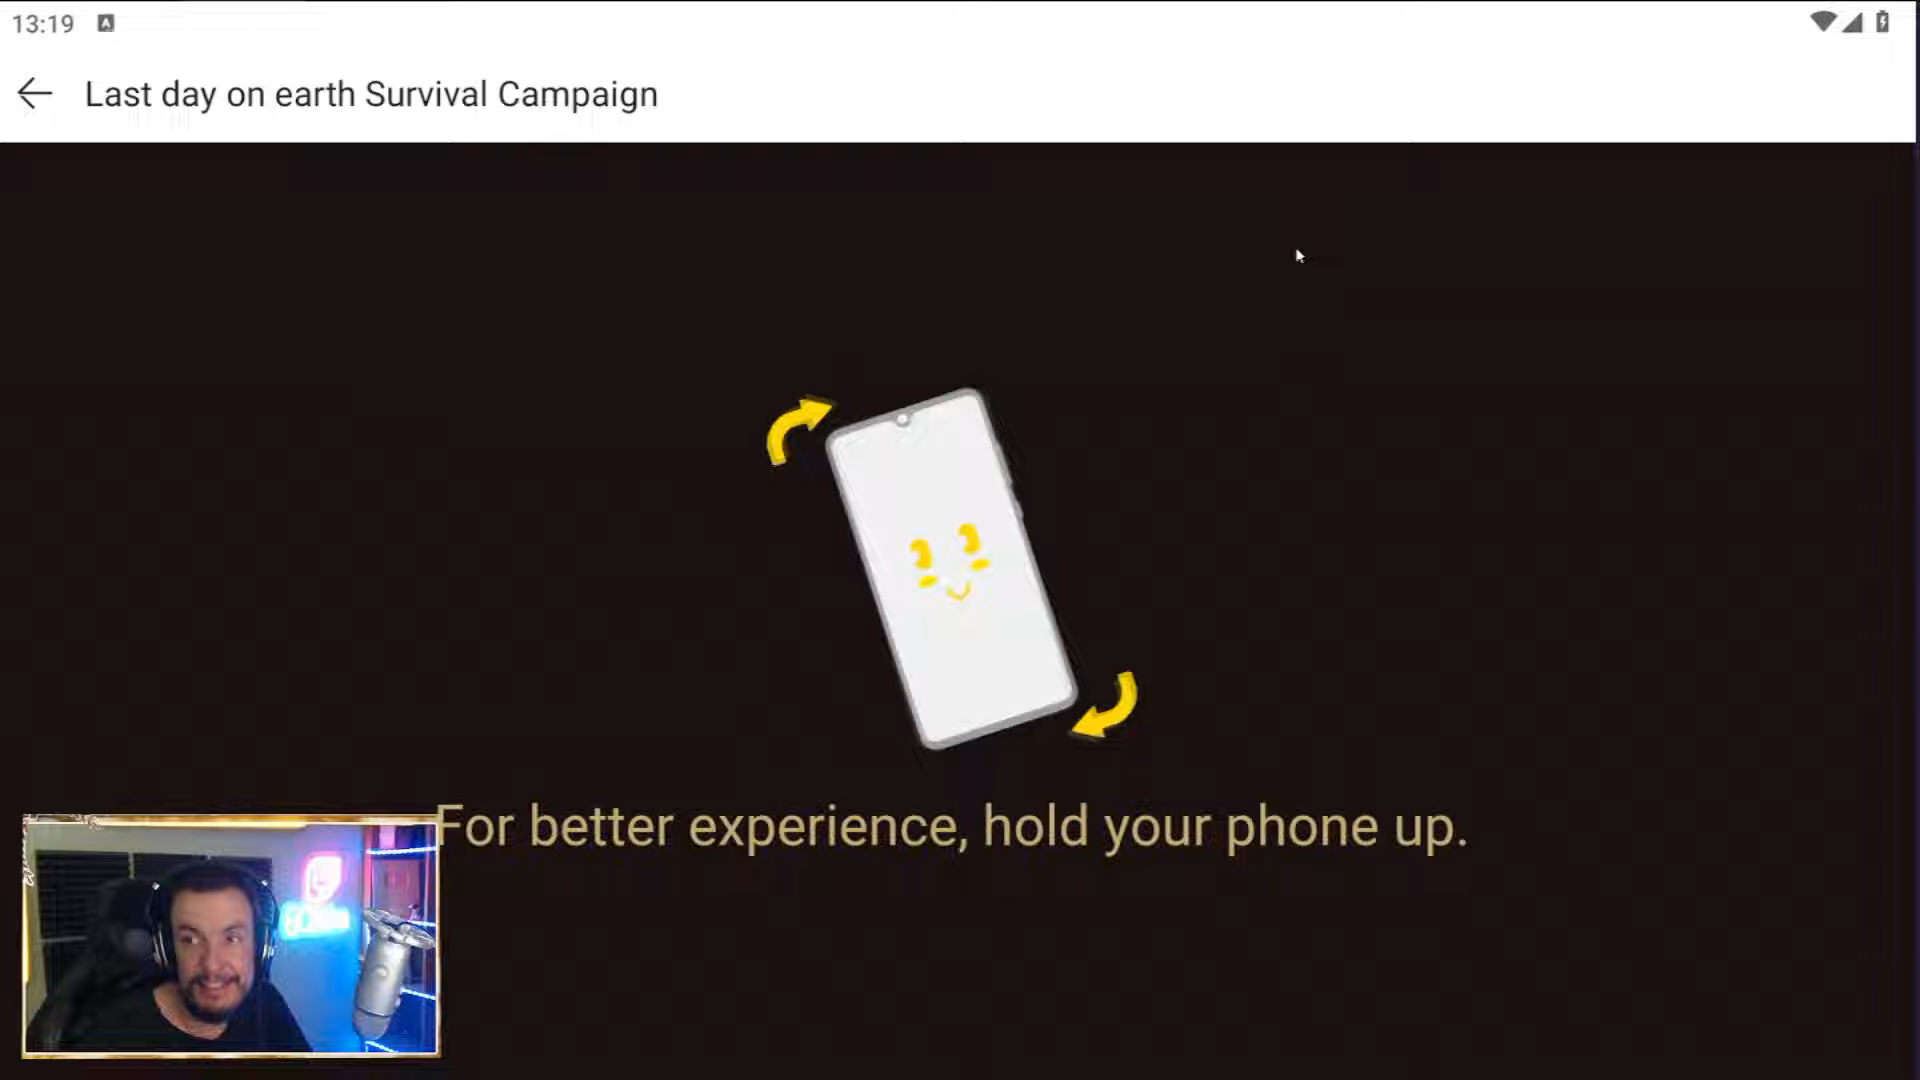 13:19
Last day on earth Survival Campaign
For better experience, hold your phone up.